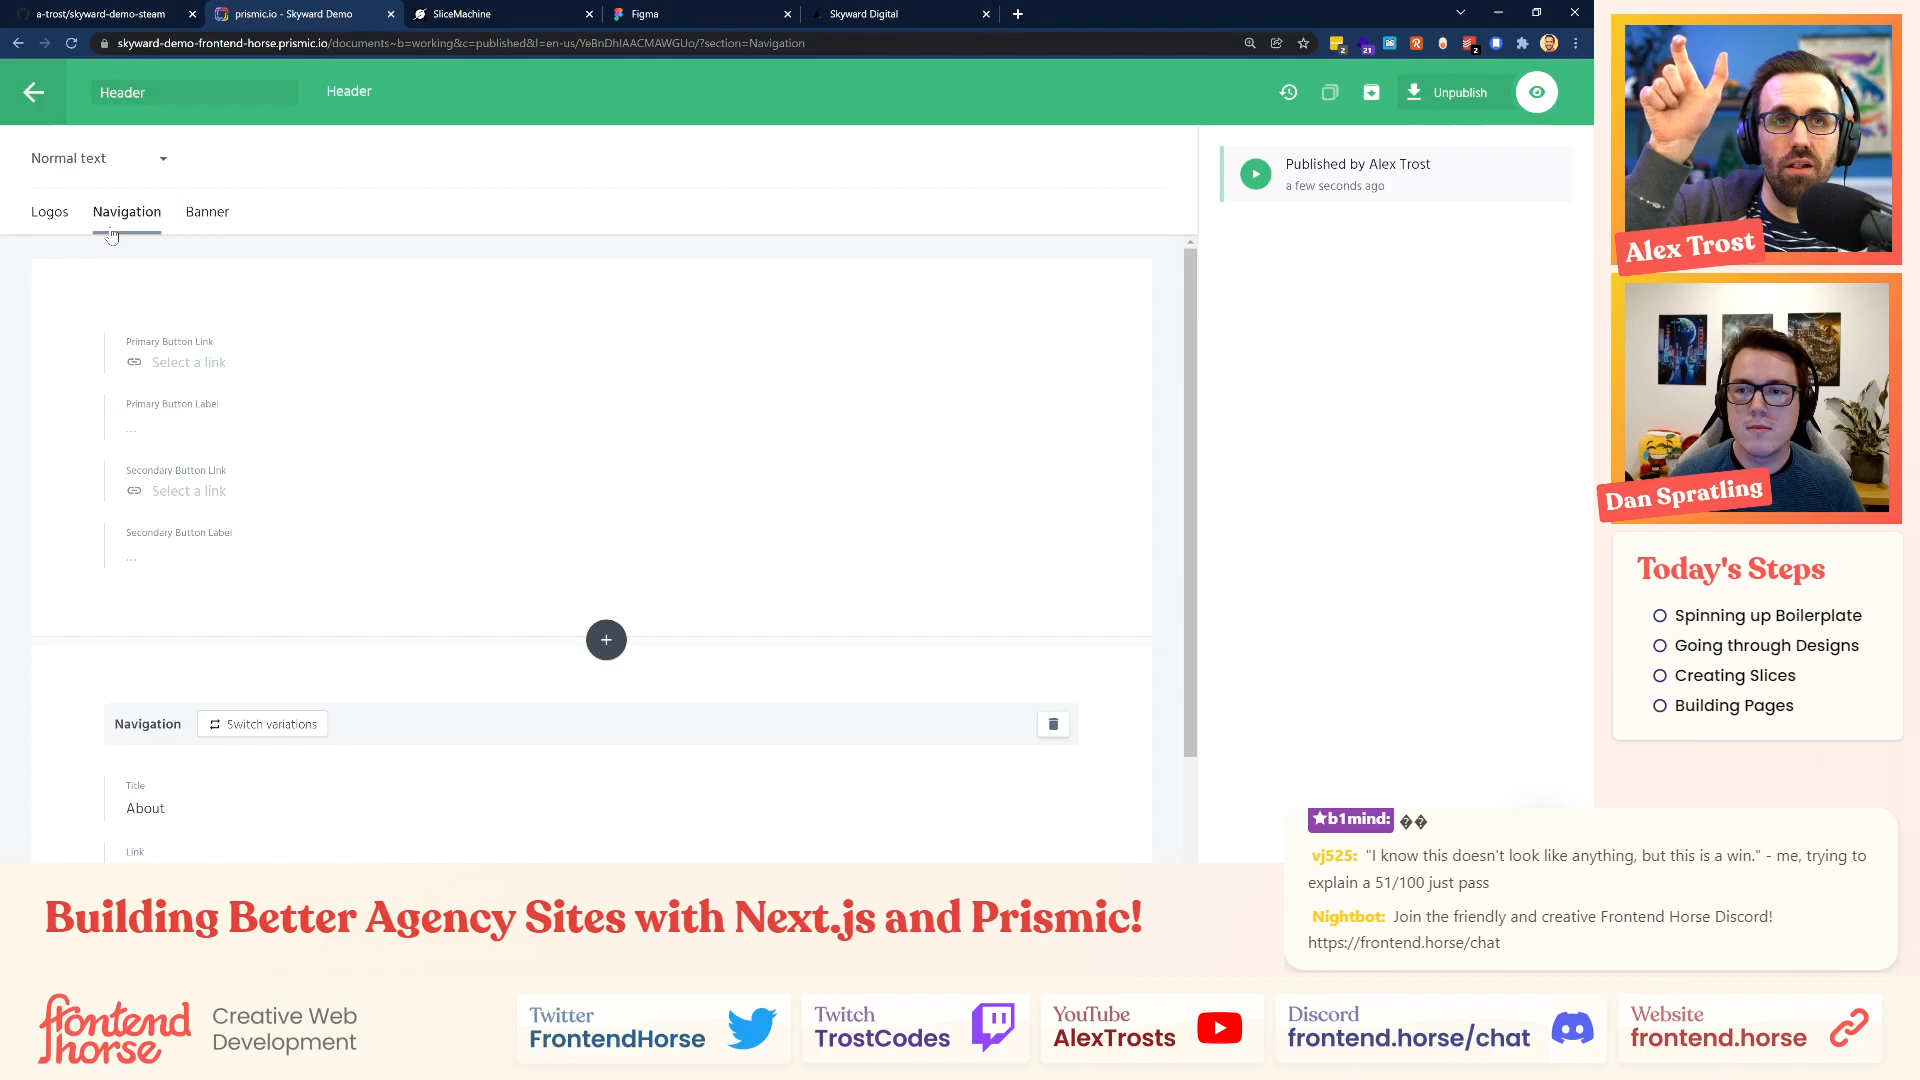 a-trost/skyward-demo-steam
prismic.io - Skyward Demo
SliceMachine
Figma
Skyward Digital
skyward-demo-frontend-horse.prismic.io/documents~b=working&c=published&l=en-us/YeBnDhIAACMAWGUo/?section=Navigation
2
21
2
Header
Header
Unpublish
Normal text
Logos
Navigation
Banner
Published by Alex Trost
a few seconds ago
Primary Button Link
Select a link
Primary Button Label
...
Secondary Button Link
Select a link
Secondary Button Label
...
Navigation
Switch variations
Title
About
Link
Alex Trost
Dan Spratling
Today's Steps
Spinning up Boilerplate
Going through Designs
Creating Slices
Building Pages
b1mind: ��
vj525: "I know this doesn't look like anything, but this is a win." - me, trying to
explain a 51/100 just pass
Nightbot: Join the friendly and creative Frontend Horse Discord!
https://frontend.horse/chat
Building Better Agency Sites with Next.js and Prismic!
frontend
horse
Creative Web
Development
Twitter
FrontendHorse
Twitch
TrostCodes
YouTube
AlexTrosts
Discord
frontend.horse/chat
Website
frontend.horse